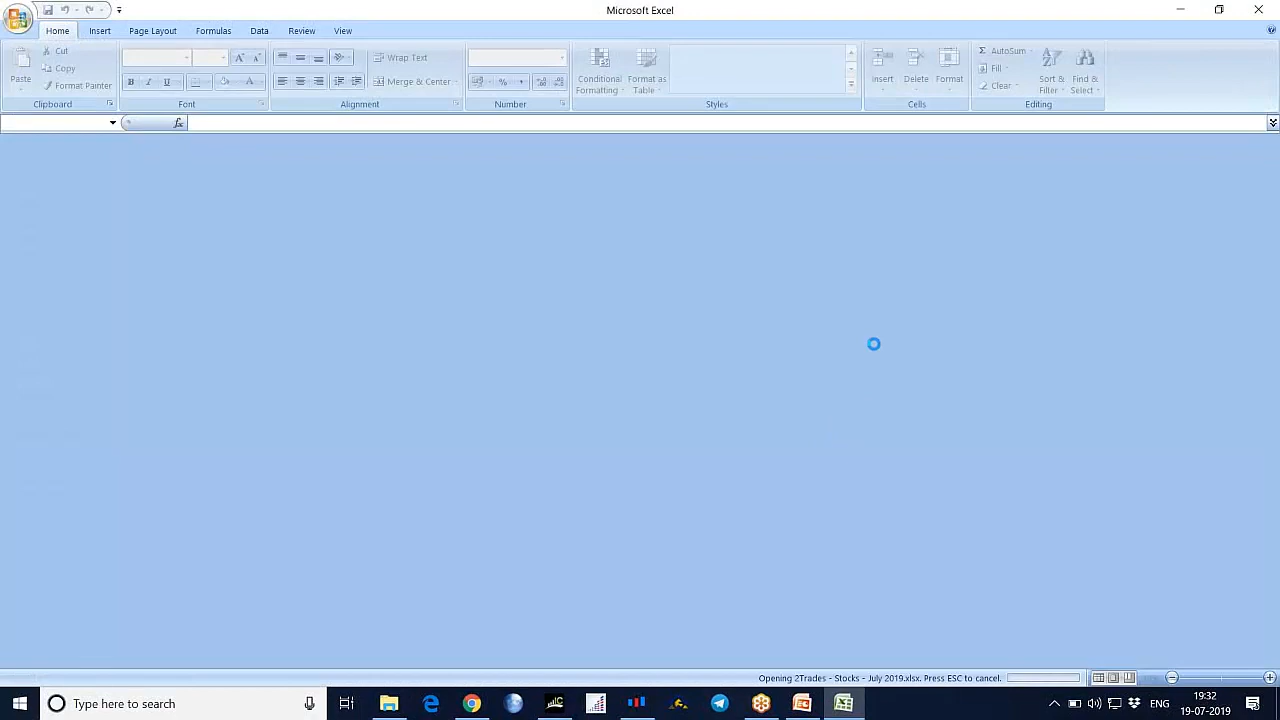 Microsoft Excel
Home Insert Page Layout Formulas Data Review View
Paste
Cut
Copy
Format Painter
Clipboard
B I U
A A
A
Font
Wrap Text
Merge & Center
Alignment
%
Number
Conditional Formatting
Format as Table
Styles
Insert
Delete
Format
Cells
Σ AutoSum
Fill
Clear
Sort & Filter
Find & Select
Editing
fx
Opening 2Trades - Stocks - July 2019.xlsx. Press ESC to cancel.
Type here to search
ENG
19:32
19-07-2019